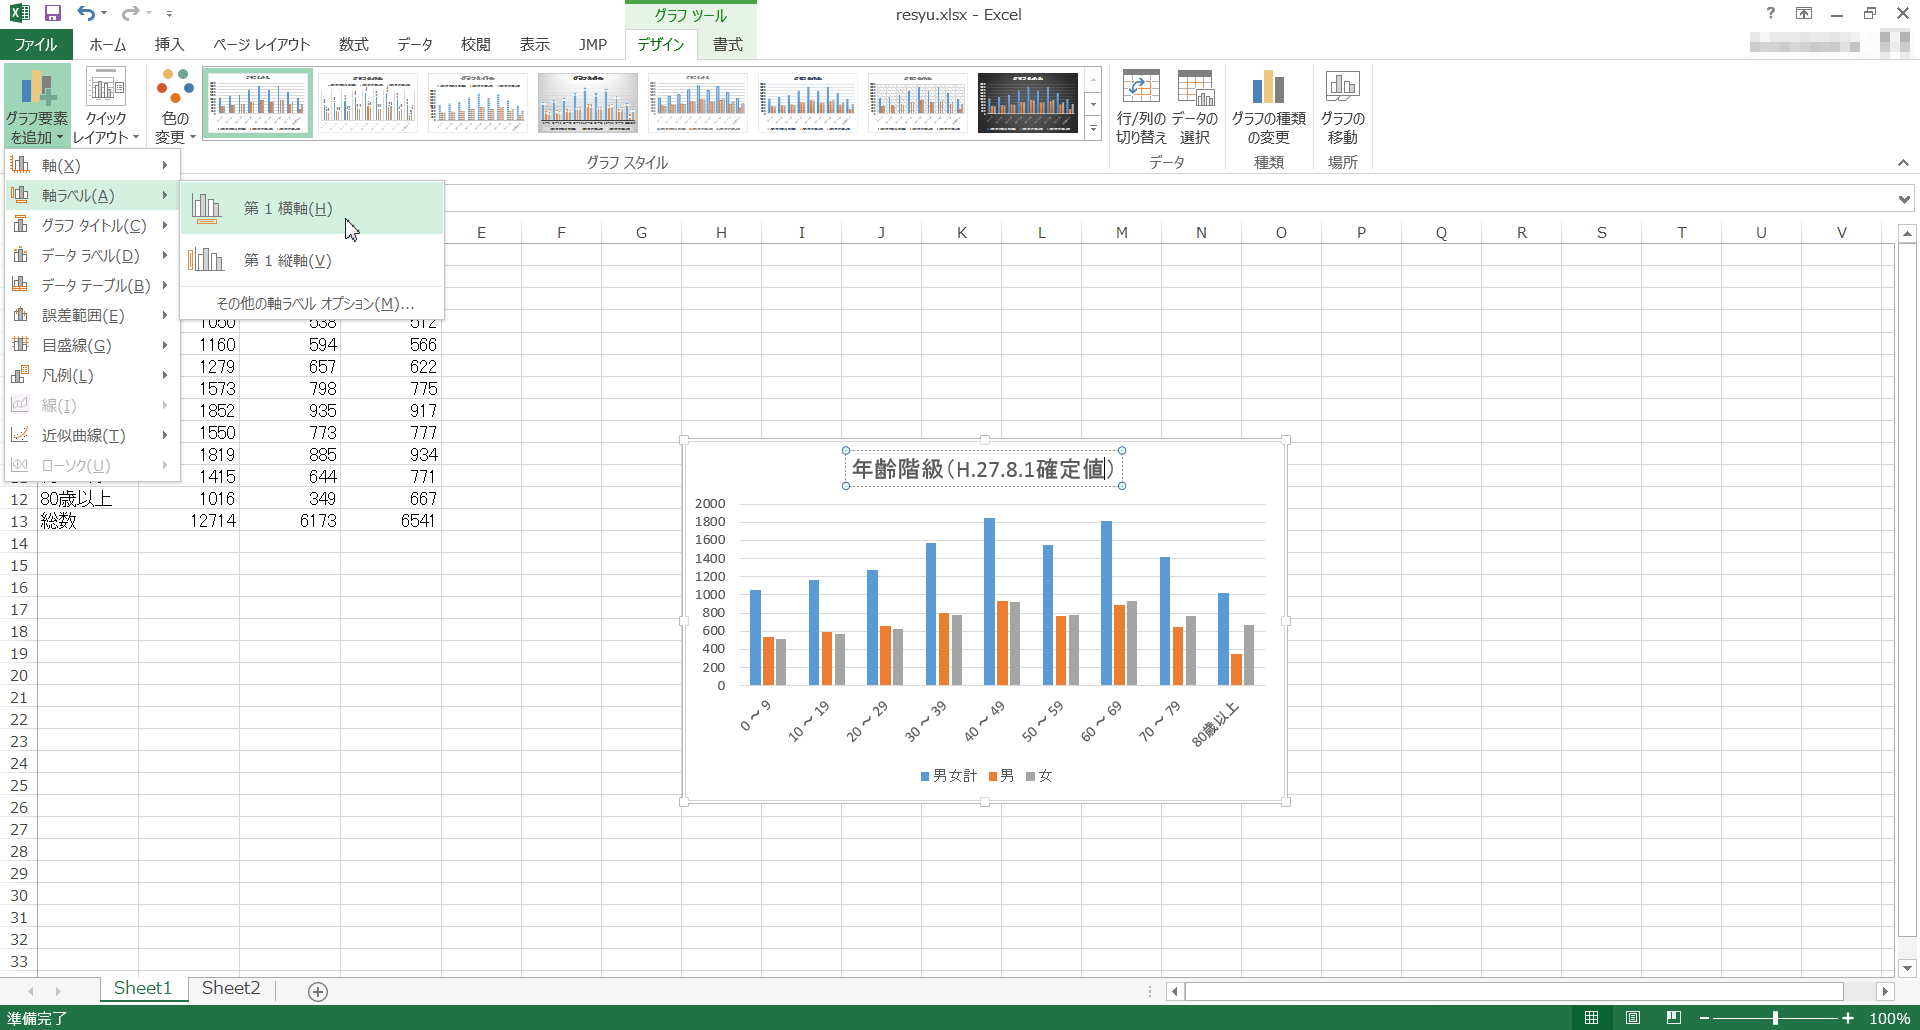 グラフ ツール
resyu.xlsx - Excel
?
ファイル
ホーム
挿入
ページ レイアウト
数式
データ
校閲
表示
JMP
デザイン
書式
グラフ要素を追加
クイックレイアウト
色の変更
行/列の切り替え
データの選択
グラフの種類の変更
グラフの移動
グラフ スタイル
データ
種類
場所
軸(X)
軸ラベル(A)
グラフ タイトル(C)
データ ラベル(D)
データ テーブル(B)
誤差範囲(E)
目盛線(G)
凡例(L)
線(I)
近似曲線(T)
ローソク(U)
第 1 横軸(H)
第 1 縦軸(V)
その他の軸ラベル オプション(M)...
E F G H I J K L M N O P Q R S T U V
1050 538 512
1160 594 566
1279 657 622
1573 798 775
1852 935 917
1550 773 777
1819 885 934
1415 644 771
12 80歳以上 1016 349 667
13 総数 12714 6173 6541
14
15
16
17
18
19
20
21
22
23
24
25
26
27
28
29
30
31
32
33
年齢階級(H.27.8.1確定値)
2000
1800
1600
1400
1200
1000
800
600
400
200
0
0～9
10～19
20～29
30～39
40～49
50～59
60～69
70～79
80歳以上
男女計 男 女
Sheet1
Sheet2
準備完了
100%